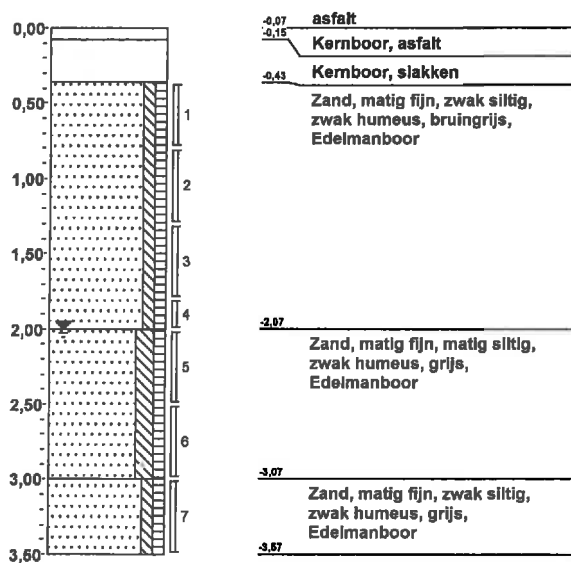 0,00
0,50
1,00
1,50
2,00
2,50
3,00
3,50
1
2
3
4
5
6
7
-0,07
asfalt
-0,15
Kernboor, asfalt
-0,43
Kernboor, slakken
Zand, matig fijn, zwak siltig,
zwak humeus, bruingrijs,
Edelmanboor
-2,07
Zand, matig fijn, matig siltig,
zwak humeus, grijs,
Edelmanboor
-3,07
Zand, matig fijn, zwak siltig,
zwak humeus, grijs,
Edelmanboor
-3,57